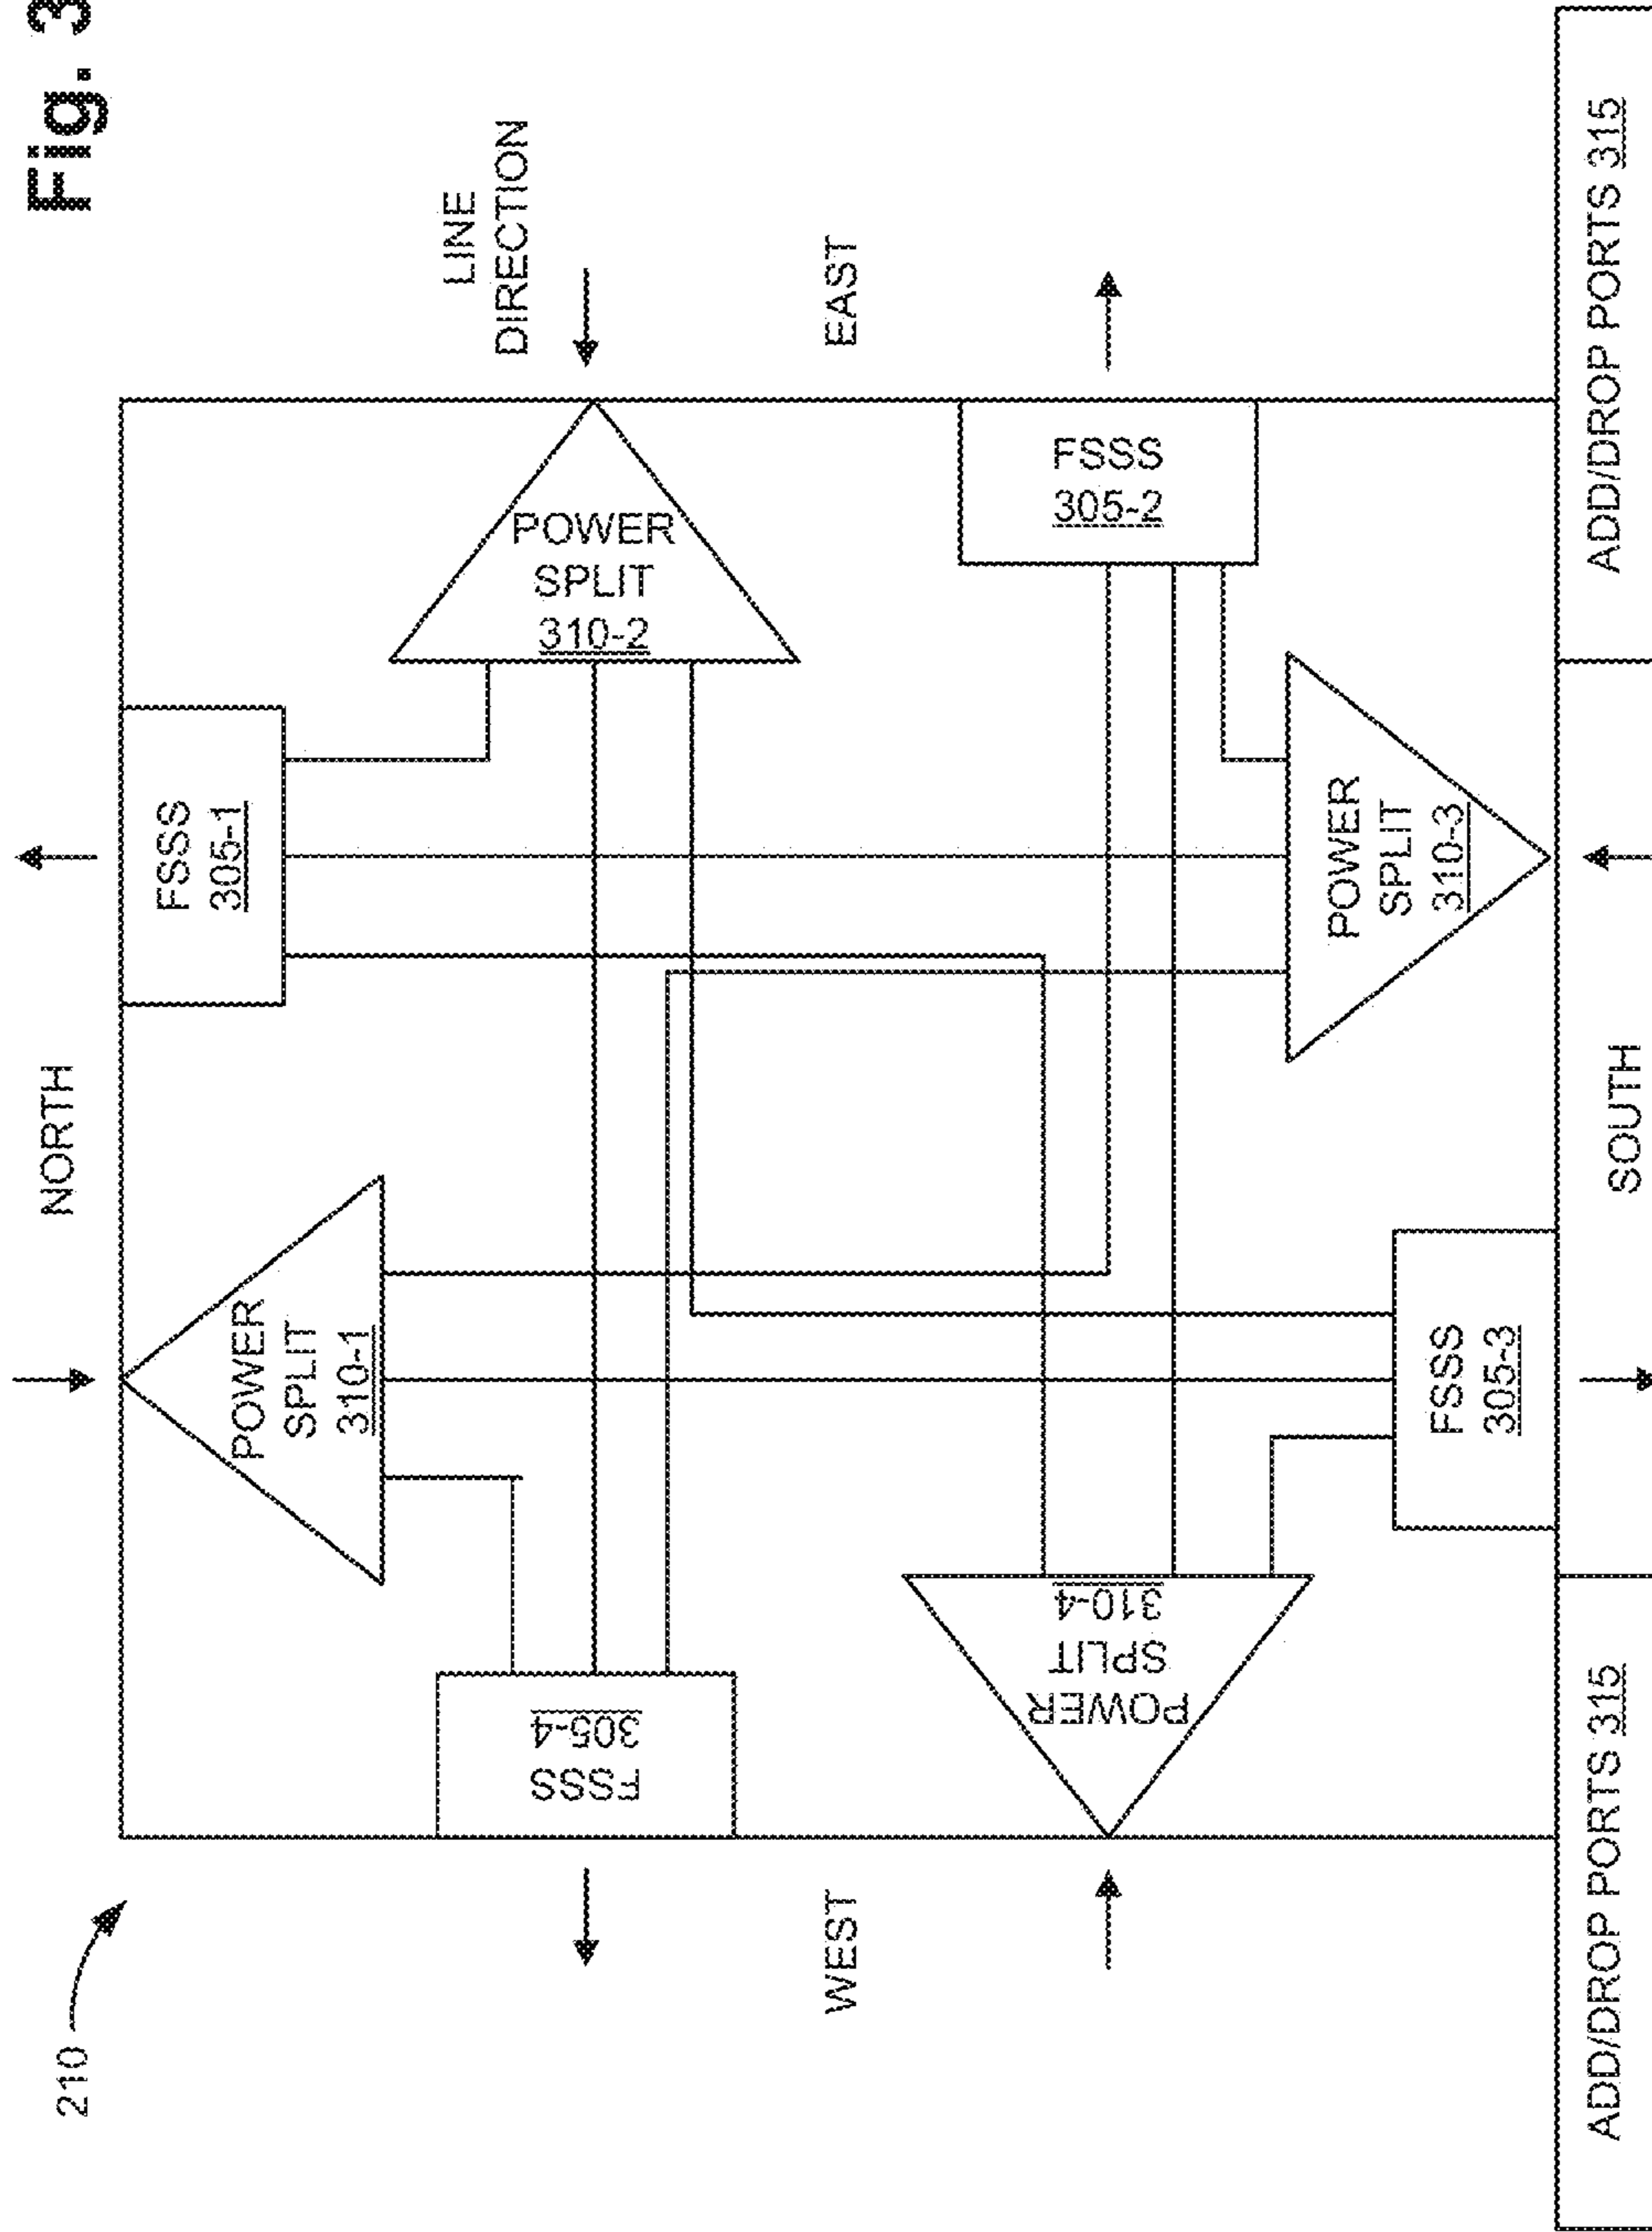 Fig. 3
210
NORTH
LINE
DIRECTION
WEST
EAST
SOUTH
POWER
SPLIT
310-1
FSSS
305-1
POWER
SPLIT
310-2
FSSS
305-2
POWER
SPLIT
310-3
FSSS
305-3
FSSS
305-4
POWER
SPLIT
310-4
ADD/DROP PORTS 315
ADD/DROP PORTS 315